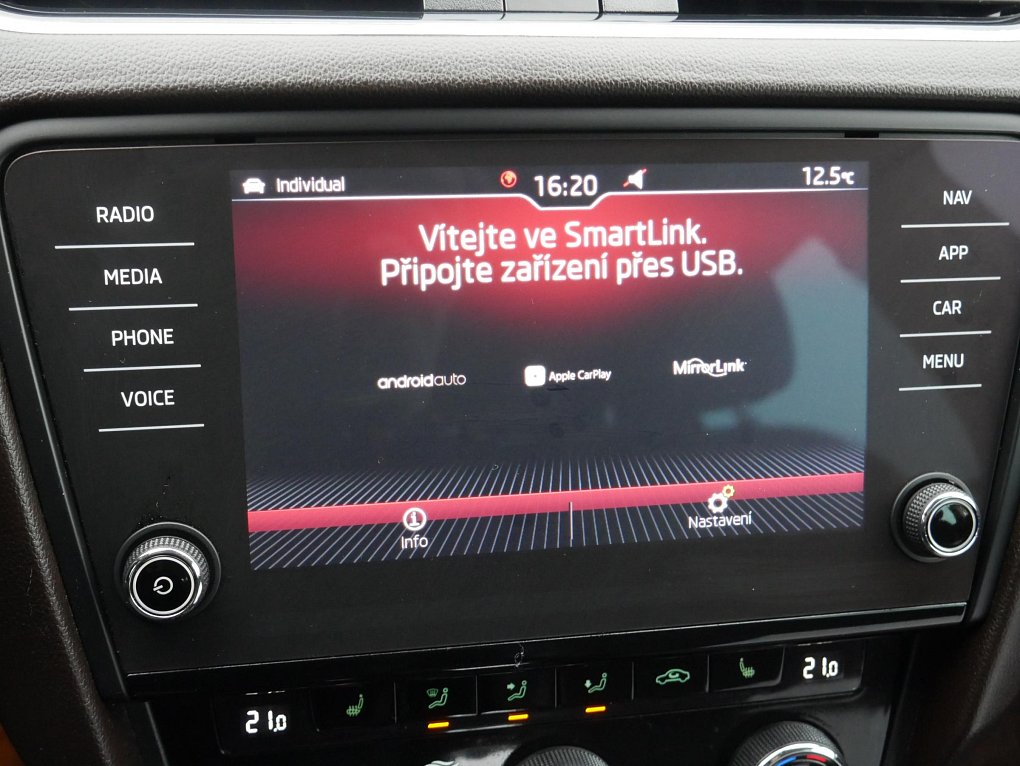 Individual
16:20
12.5°C
RADIO
MEDIA
PHONE
VOICE
Vítejte ve SmartLink.
Připojte zařízení přes USB.
androidauto
Apple CarPlay
MirrorLink
Info
Nastavení
NAV
APP
CAR
MENU
21.0
21.0